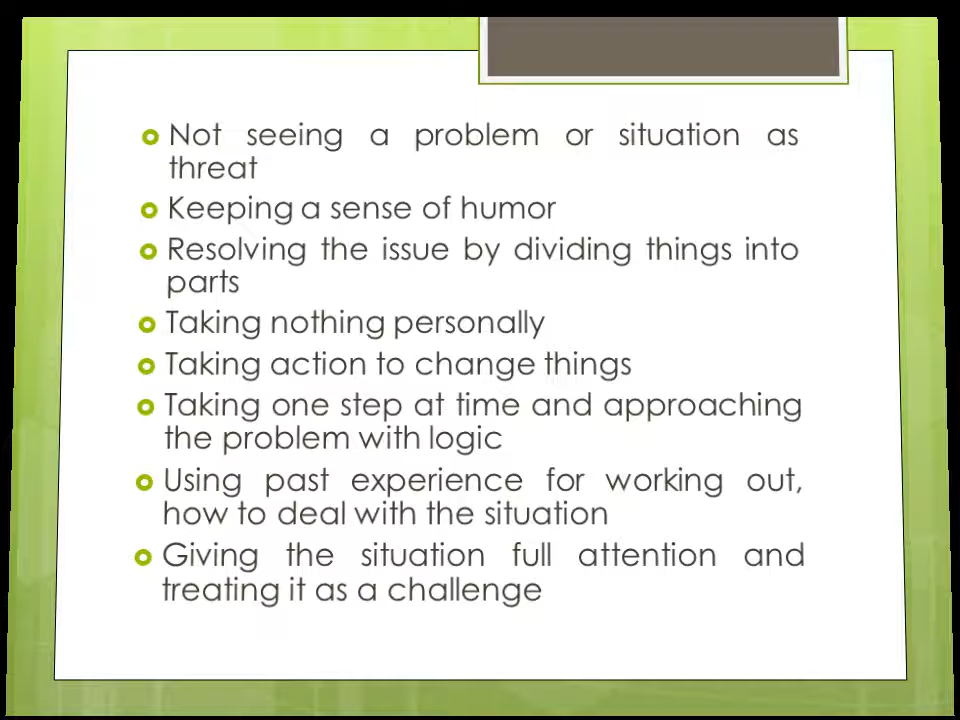 Not seeing a problem or situation as
threat
Keeping a sense of humor
Resolving the issue by dividing things into
parts
Taking nothing personally
Taking action to change things
Taking one step at time and approaching
the problem with logic
Using past experience for working out,
how to deal with the situation
Giving the situation full attention and
treating it as a challenge